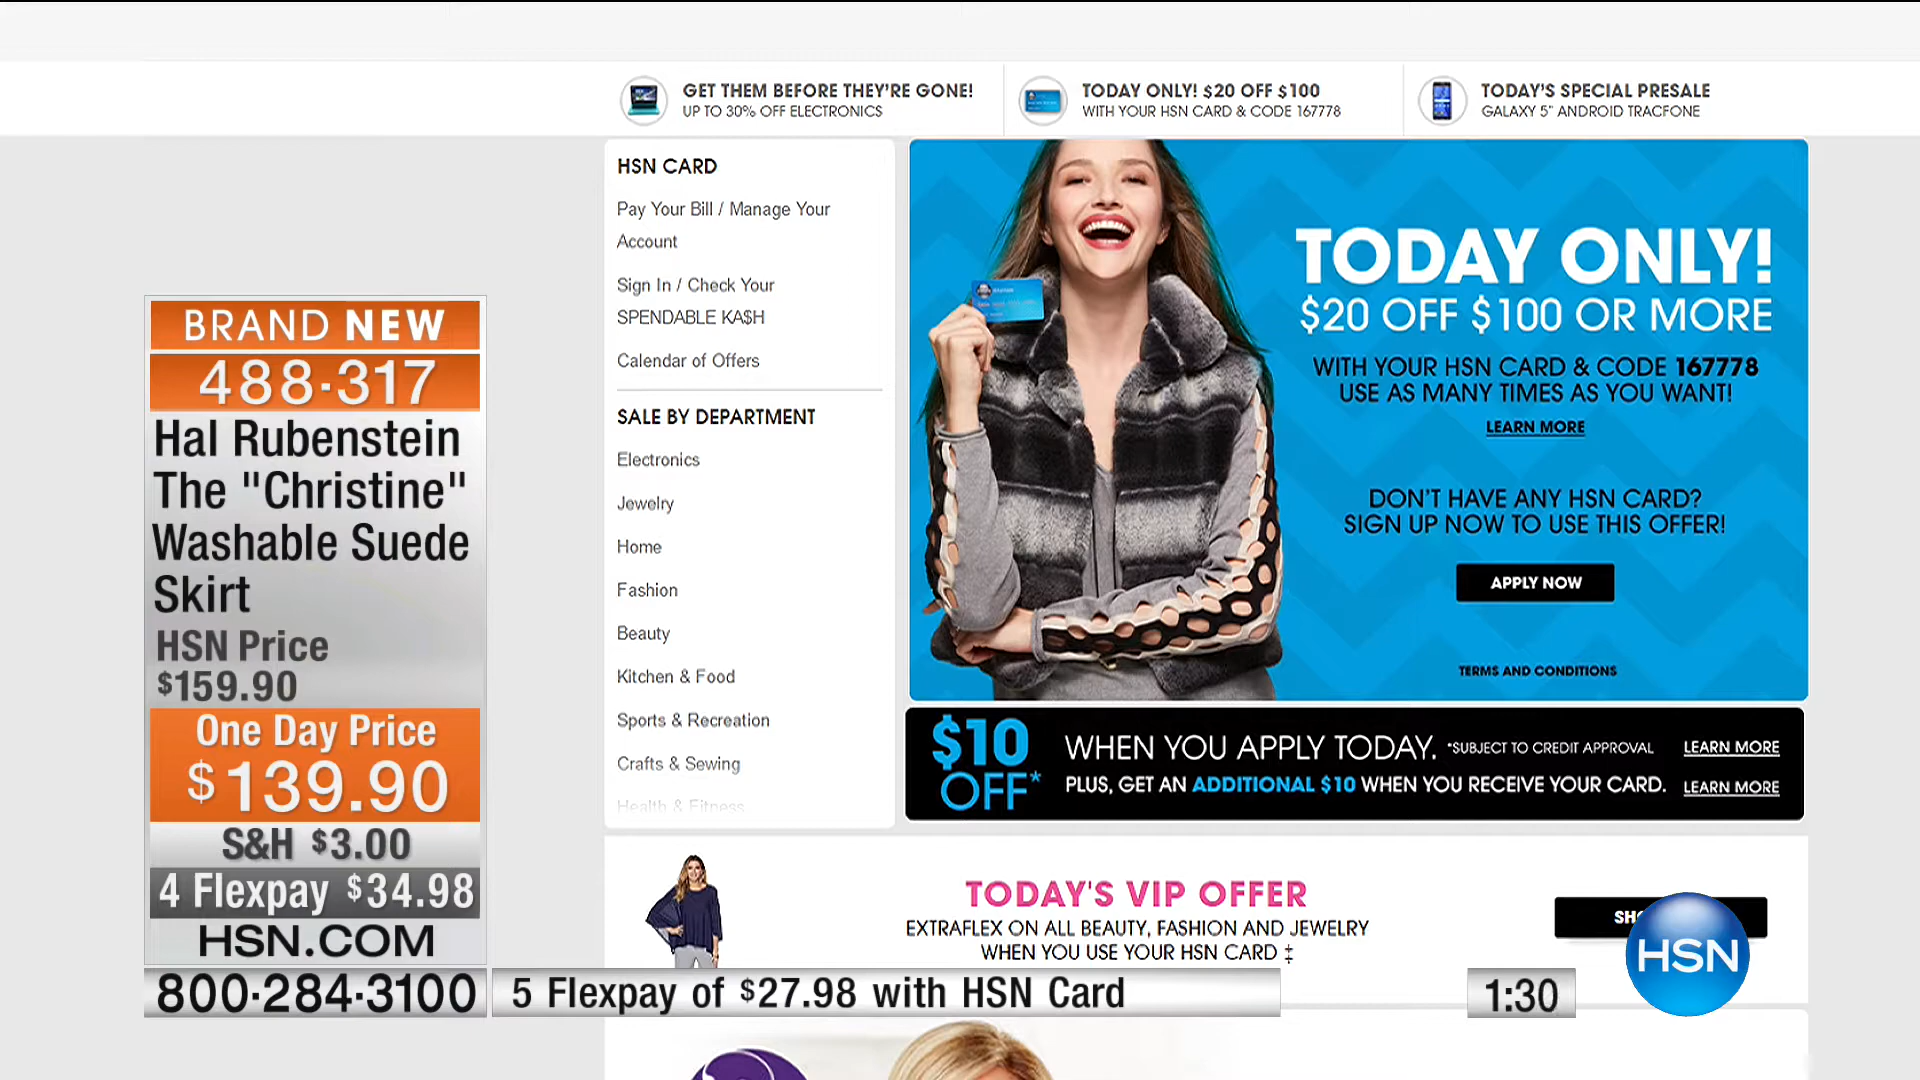 GET THEM BEFORE THEY'RE GONE!
UP TO 30% OFF ELECTRONICS
TODAY ONLY! $20 OFF $100
WITH YOUR HSN CARD & CODE 167778
TODAY'S SPECIAL PRESALE
GALAXY 5" ANDROID TRACFONE
HSN CARD
Pay Your Bill / Manage Your
Account
Sign In / Check Your
SPENDABLE KA$H
Calendar of Offers
SALE BY DEPARTMENT
Electronics
Jewelry
Home
Fashion
Beauty
Kitchen & Food
Sports & Recreation
Crafts & Sewing
Health & Fitness
TODAY ONLY!
$20 OFF $100 OR MORE
WITH YOUR HSN CARD & CODE 167778
USE AS MANY TIMES AS YOU WANT!
LEARN MORE
DON'T HAVE ANY HSN CARD?
SIGN UP NOW TO USE THIS OFFER!
APPLY NOW
TERMS AND CONDITIONS
$10
OFF*
WHEN YOU APPLY TODAY. *SUBJECT TO CREDIT APPROVAL LEARN MORE
PLUS, GET AN ADDITIONAL $10 WHEN YOU RECEIVE YOUR CARD. LEARN MORE
TODAY'S VIP OFFER
EXTRAFLEX ON ALL BEAUTY, FASHION AND JEWELRY
WHEN YOU USE YOUR HSN CARD ‡
BRAND NEW
488-317
Hal Rubenstein
The "Christine"
Washable Suede
Skirt
HSN Price
$159.90
One Day Price
$139.90
S&H $3.00
4 Flexpay $34.98
HSN.COM
800-284-3100
5 Flexpay of $27.98 with HSN Card
1:30
HSN